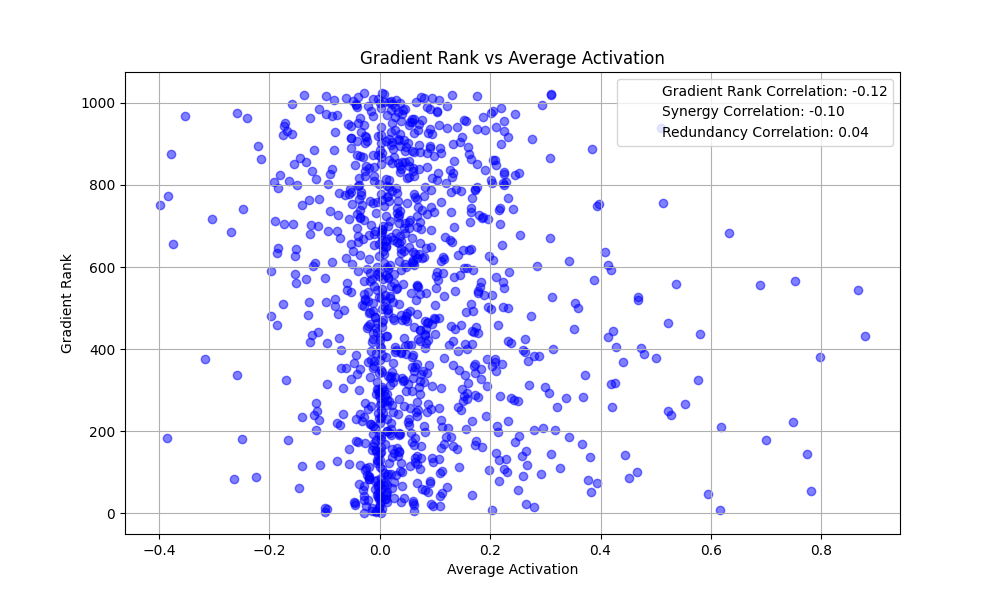 Gradient Rank vs Average Activation
Gradient Rank Correlation: -0.12
Synergy Correlation: -0.10
Redundancy Correlation: 0.04
1000
800
600
400
200
0
Gradient Rank
−0.4
−0.2
0.0
0.2
0.4
0.6
0.8
Average Activation